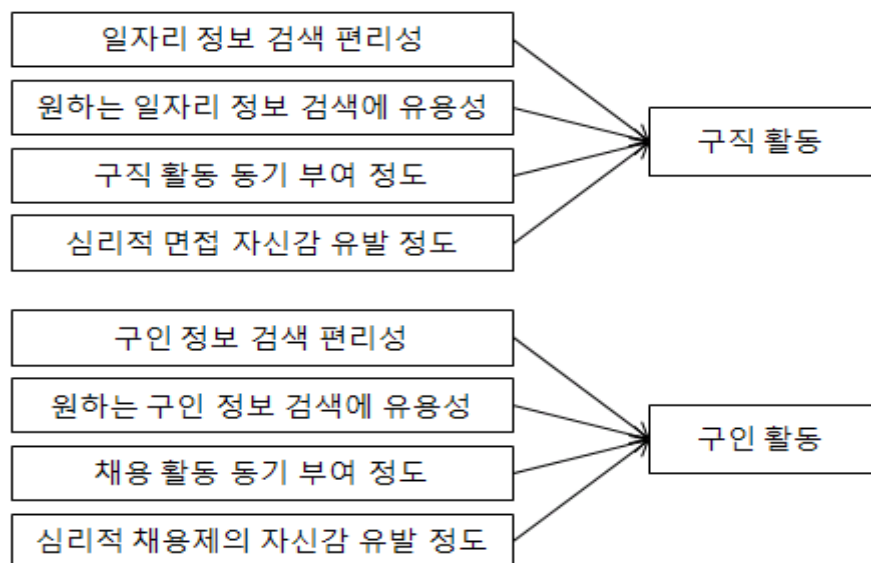 일자리 정보 검색 편리성
원하는 일자리 정보 검색에 유용성
구직 활동 동기 부여 정도
심리적 면접 자신감 유발 정도
구직 활동
구인 정보 검색 편리성
원하는 구인 정보 검색에 유용성
채용 활동 동기 부여 정도
심리적 채용제의 자신감 유발 정도
구인 활동